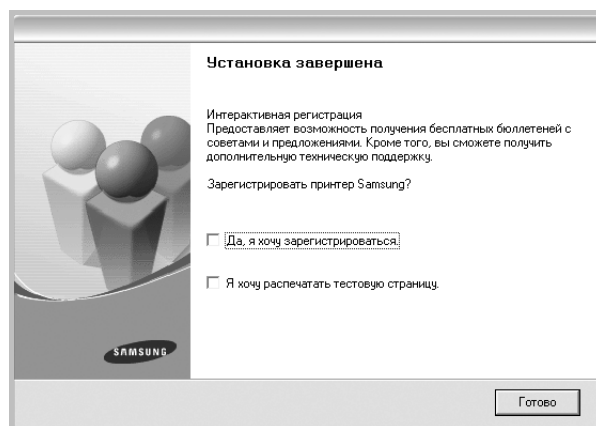 Установка завершена
Интерактивная регистрация
Предоставляет возможность получения бесплатных бюллетеней с
советами и предложениями. Кроме того, вы сможете получить
дополнительную техническую поддержку.
Зарегистрировать принтер Samsung?
Да, я хочу зарегистрироваться.
Я хочу распечатать тестовую страницу.
SAMSUNG
Готово